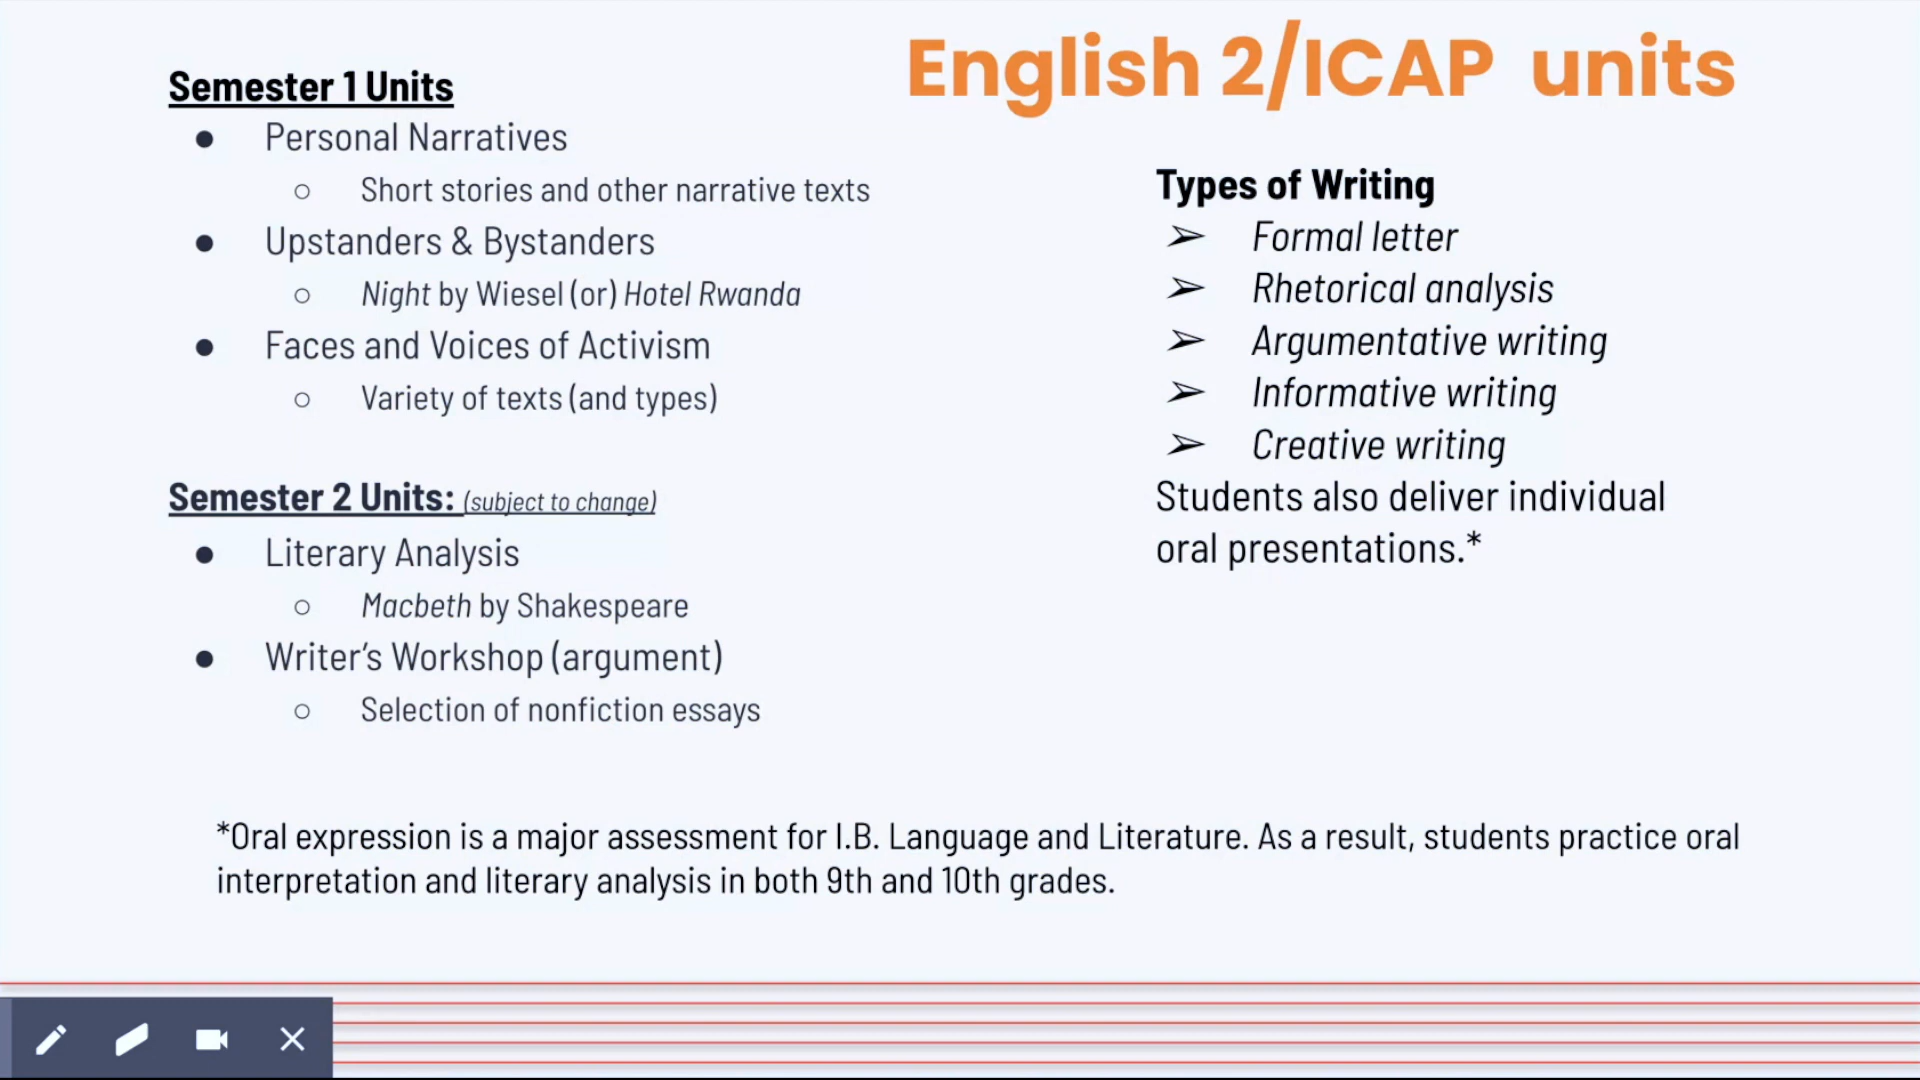 English 2/ICAP units
Semester 1 Units
● Personal Narratives
○ Short stories and other narrative texts
● Upstanders & Bystanders
○ Night by Wiesel (or) Hotel Rwanda
● Faces and Voices of Activism
○ Variety of texts (and types)
Semester 2 Units: (subject to change)
● Literary Analysis
○ Macbeth by Shakespeare
● Writer’s Workshop (argument)
○ Selection of nonfiction essays
Types of Writing
➢ Formal letter
➢ Rhetorical analysis
➢ Argumentative writing
➢ Informative writing
➢ Creative writing
Students also deliver individual
oral presentations.*
*Oral expression is a major assessment for I.B. Language and Literature. As a result, students practice oral
interpretation and literary analysis in both 9th and 10th grades.